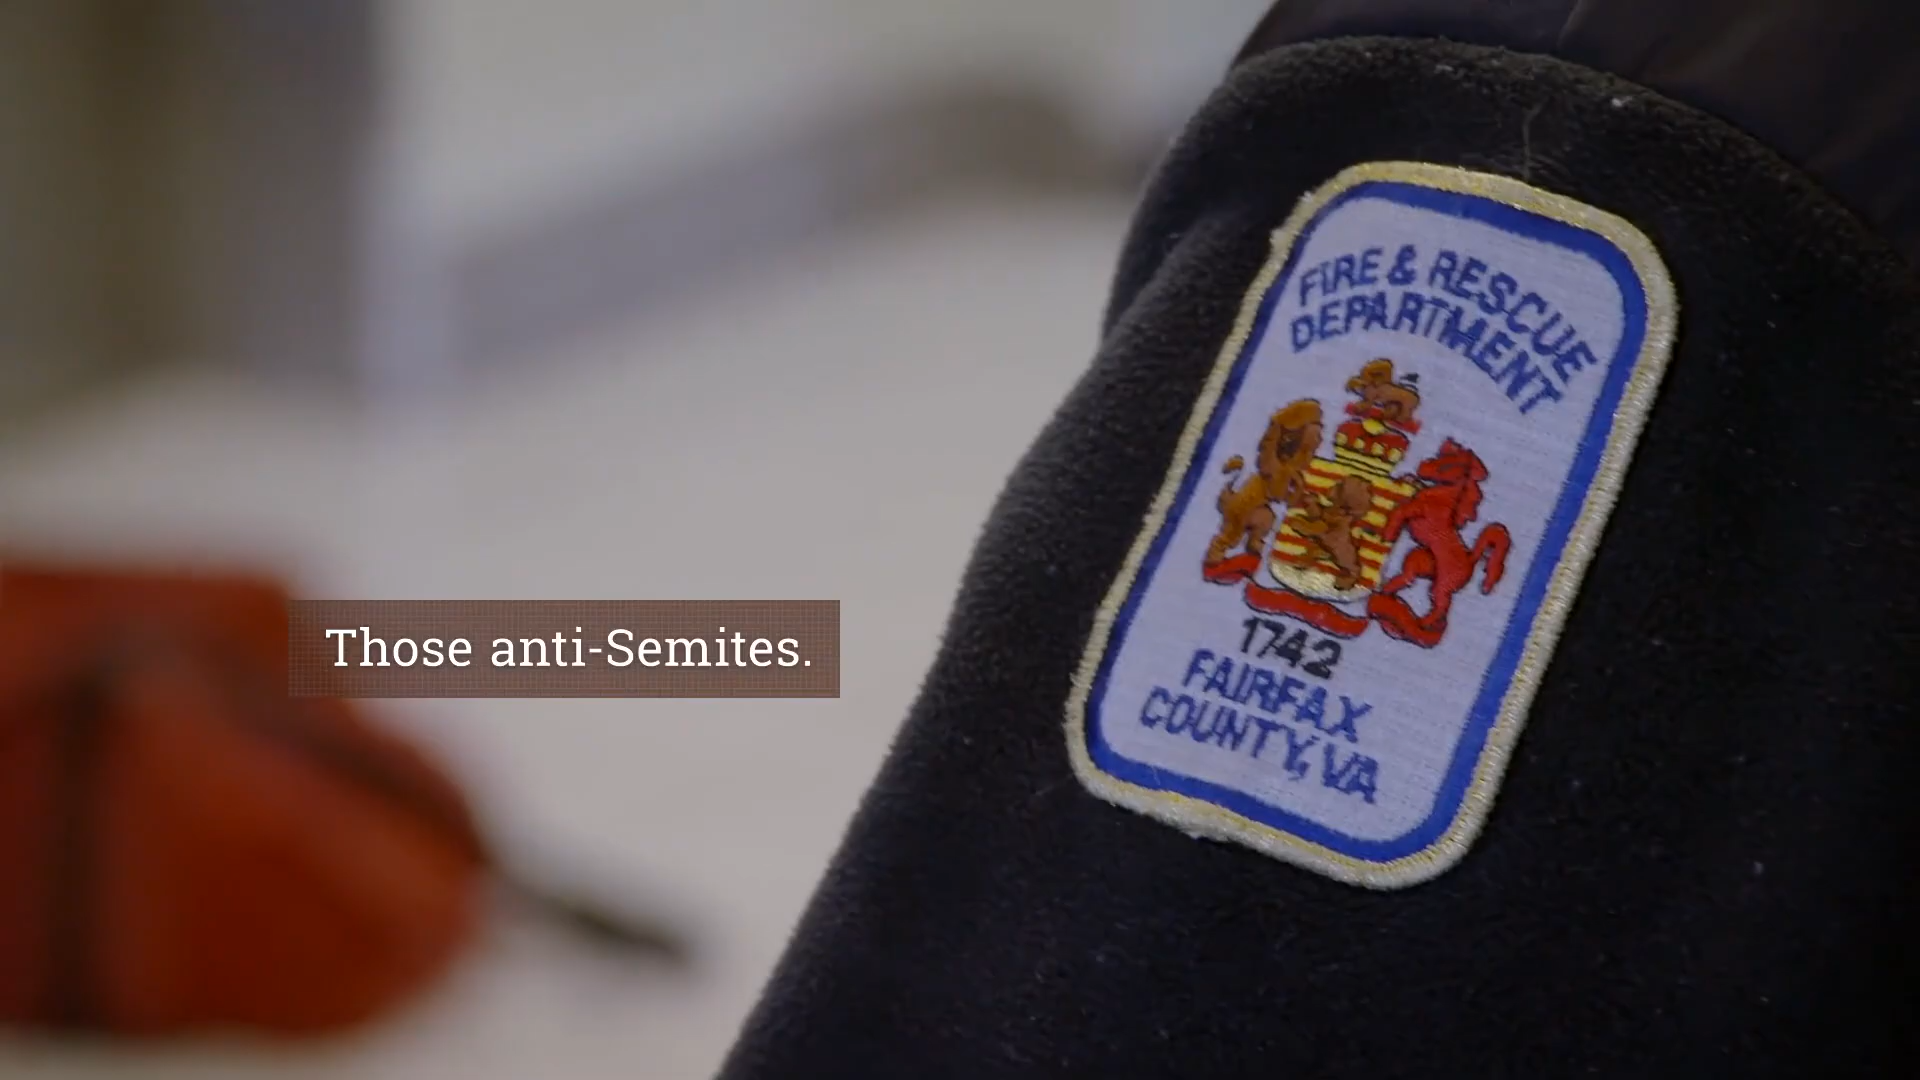 FIRE & RESCUE
DEPARTMENT
1742
FAIRFAX
COUNTY, VA
Those anti-Semites.